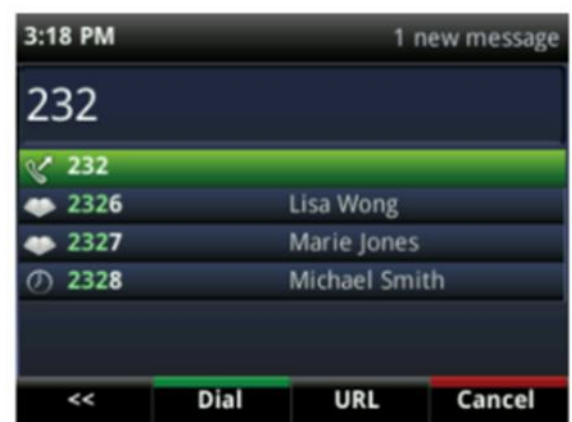 3:18 PM 1 new message
232
232
2326 Lisa Wong
2327 Marie Jones
2328 Michael Smith
<< Dial URL Cancel